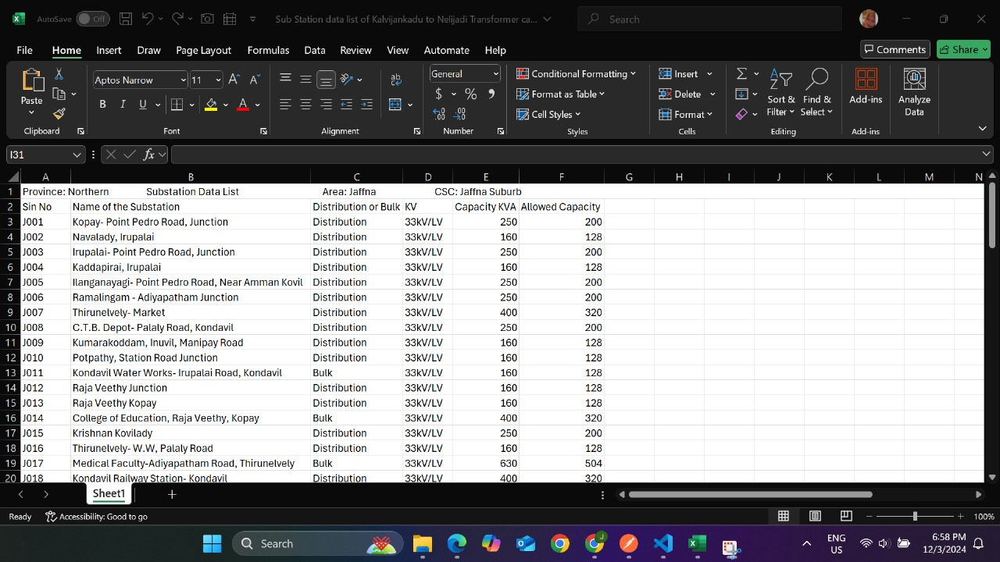 AutoSave Off Sub Station data list of Kalvijankadu to Nelijadi Transformer ca... Search
File Home Insert Draw Page Layout Formulas Data Review View Automate Help Comments Share
Paste Aptos Narrow 11 General Conditional Formatting Insert Sort & Filter Find & Select Add-ins Analyze Data
Format as Table Delete
Cell Styles Format
Clipboard Font Alignment Number Styles Cells Editing Add-ins
I31 fx
A B C D E F G H I J K L M N
1 Province: Northern Substation Data List Area: Jaffna CSC: Jaffna Suburb
2 Sin No Name of the Substation Distribution or Bulk KV Capacity KVA Allowed Capacity
3 J001 Kopay- Point Pedro Road, Junction Distribution 33kV/LV 250 200
4 J002 Navalady, Irupalai Distribution 33kV/LV 160 128
5 J003 Irupalai- Point Pedro Road, Junction Distribution 33kV/LV 250 200
6 J004 Kaddapirai, Irupalai Distribution 33kV/LV 160 128
7 J005 Ilanganayagi- Point Pedro Road, Near Amman Kovil Distribution 33kV/LV 250 200
8 J006 Ramalingam - Adiyapatham Junction Distribution 33kV/LV 250 200
9 J007 Thirunelvely- Market Distribution 33kV/LV 400 320
10 J008 C.T.B. Depot- Palaly Road, Kondavil Distribution 33kV/LV 250 200
11 J009 Kumarakoddam, Inuvil, Manipay Road Distribution 33kV/LV 160 128
12 J010 Potpathy, Station Road Junction Distribution 33kV/LV 160 128
13 J011 Kondavil Water Works- Irupalai Road, Kondavil Bulk 33kV/LV 160 128
14 J012 Raja Veethy Junction Distribution 33kV/LV 160 128
15 J013 Raja Veethy Kopay Distribution 33kV/LV 160 128
16 J014 College of Education, Raja Veethy, Kopay Bulk 33kV/LV 400 320
17 J015 Krishnan Kovilady Distribution 33kV/LV 250 200
18 J016 Thirunelvely- W.W, Palaly Road Distribution 33kV/LV 160 128
19 J017 Medical Faculty-Adiyapatham Road, Thirunelvely Bulk 33kV/LV 630 504
20 J018 Kondavil Railway Station- Kondavil Distribution 33kV/LV 400 320
Sheet1
Ready Accessibility: Good to go 100%
Search ENG US 6:58 PM 12/3/2024